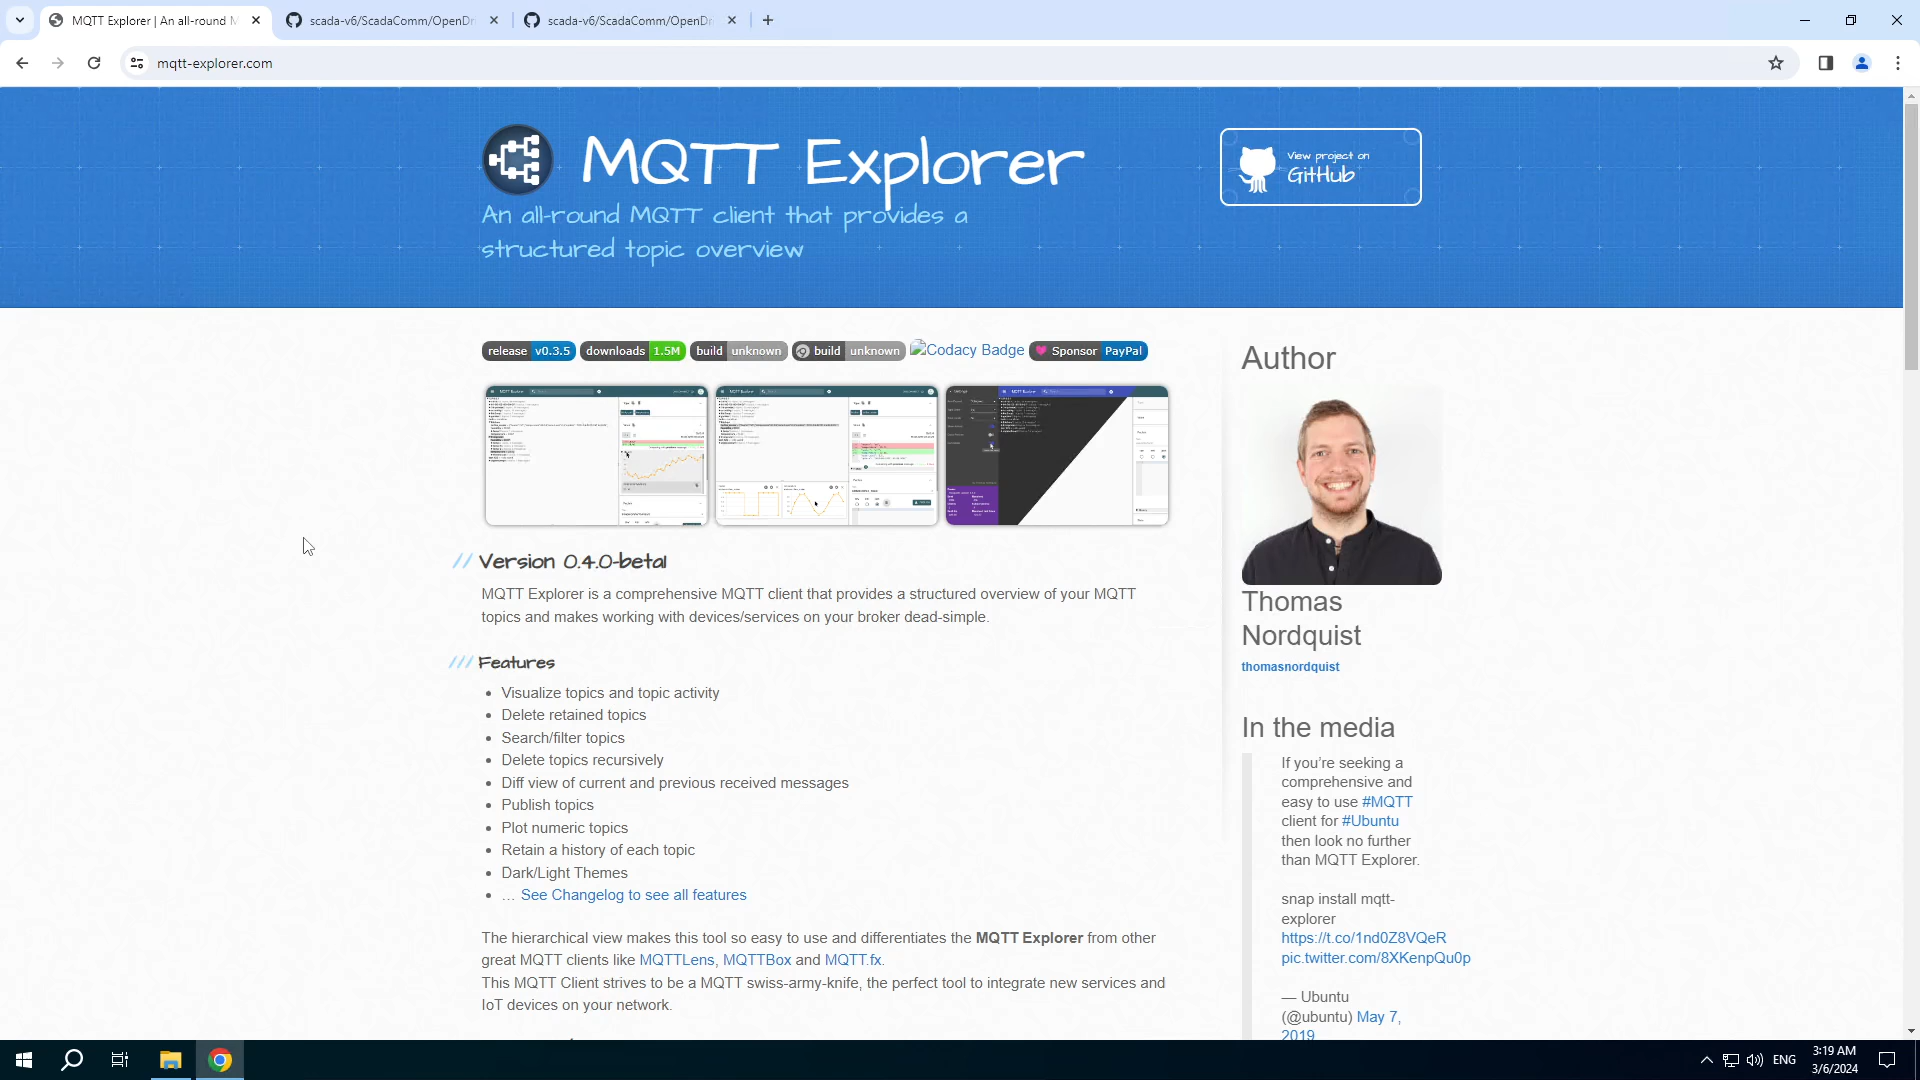 MQTT Explorer | An all-round M
scada-v6/ScadaComm/OpenDr
scada-v6/ScadaComm/OpenDr
mqtt-explorer.com
MQTT Explorer
An all-round MQTT client that provides a
structured topic overview
View project on
GitHub
release v0.3.5 downloads 1.5M build unknown build unknown Codacy Badge Sponsor PayPal
Version 0.4.0-beta1
MQTT Explorer is a comprehensive MQTT client that provides a structured overview of your MQTT
topics and makes working with devices/services on your broker dead-simple.
Features
Visualize topics and topic activity
Delete retained topics
Search/filter topics
Delete topics recursively
Diff view of current and previous received messages
Publish topics
Plot numeric topics
Retain a history of each topic
Dark/Light Themes
… See Changelog to see all features
The hierarchical view makes this tool so easy to use and differentiates the MQTT Explorer from other
great MQTT clients like MQTTLens, MQTTBox and MQTT.fx.
This MQTT Client strives to be a MQTT swiss-army-knife, the perfect tool to integrate new services and
IoT devices on your network.
Author
Thomas
Nordquist
thomasnordquist
In the media
If you’re seeking a
comprehensive and
easy to use #MQTT
client for #Ubuntu
then look no further
than MQTT Explorer.
snap install mqtt-
explorer
https://t.co/1nd0Z8VQeR
pic.twitter.com/8XKenpQu0p
— Ubuntu
(@ubuntu) May 7,
2019
ENG
3:19 AM
3/6/2024